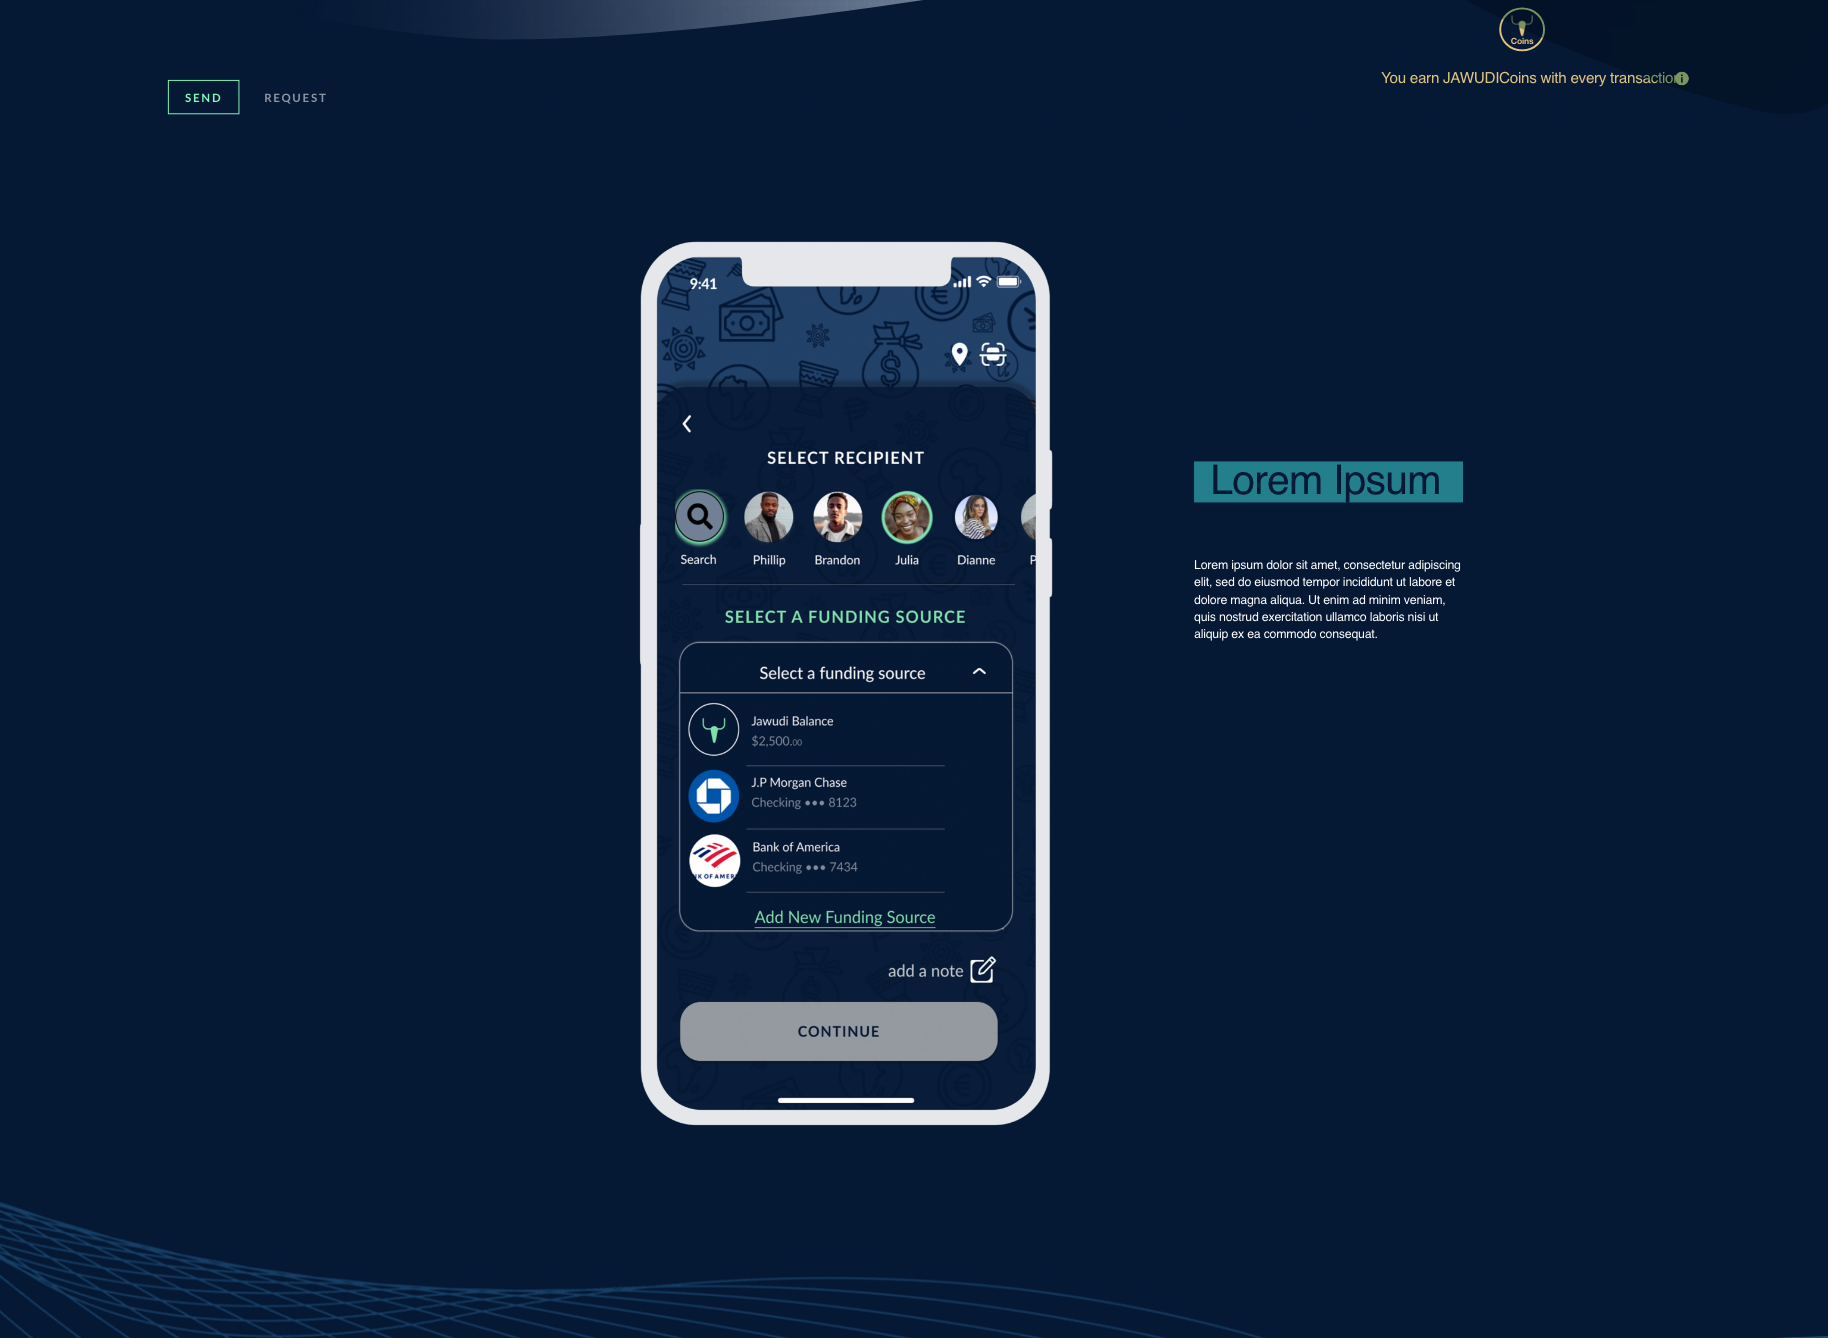 Coins
You earn JAWUDICoins with every transaction
SEND
REQUEST
9:41
SELECT RECIPIENT
Search
Phillip
Brandon
Julia
Dianne
P
SELECT A FUNDING SOURCE
Select a funding source
Jawudi Balance
$2,500.00
J.P Morgan Chase
Checking ••• 8123
Bank of America
Checking ••• 7434
NK OF AMER
Add New Funding Source
add a note
CONTINUE
Lorem Ipsum
Lorem ipsum dolor sit amet, consectetur adipiscing
elit, sed do eiusmod tempor incididunt ut labore et
dolore magna aliqua. Ut enim ad minim veniam,
quis nostrud exercitation ullamco laboris nisi ut
aliquip ex ea commodo consequat.